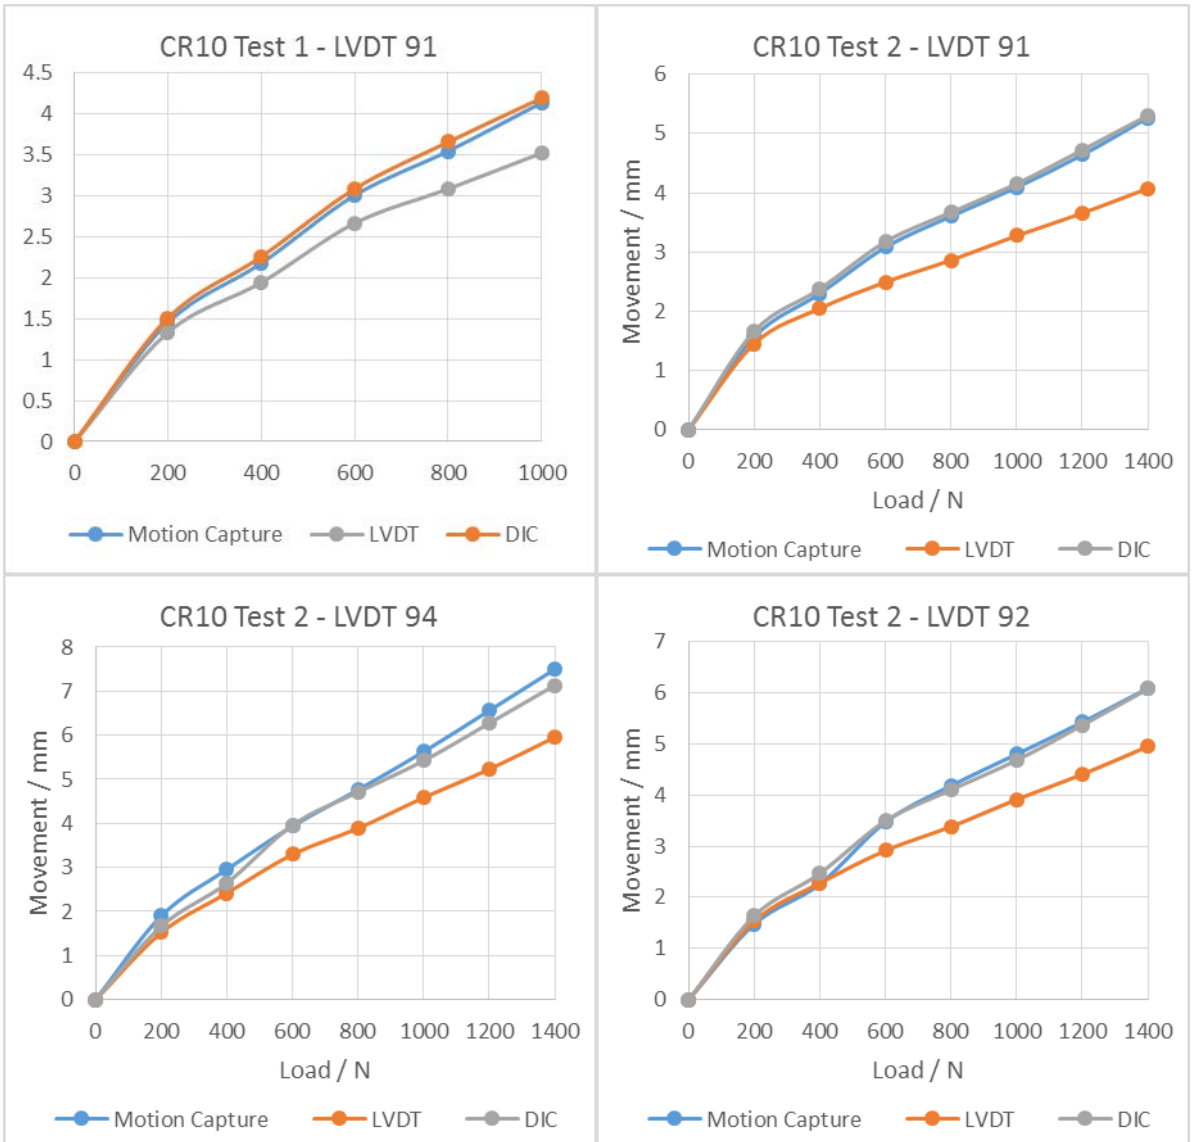 CR10 Test 1 - LVDT 91
4.5
4
3.5
3
2.5
2
1.5
1
0.5
0
0 200 400 600 800 1000
Motion Capture LVDT DIC
CR10 Test 2 - LVDT 91
Movement / mm
6
5
4
3
2
1
0
0 200 400 600 800 1000 1200 1400
Load / N
Motion Capture LVDT DIC
CR10 Test 2 - LVDT 94
Movement / mm
8
7
6
5
4
3
2
1
0
0 200 400 600 800 1000 1200 1400
Load / N
Motion Capture LVDT DIC
CR10 Test 2 - LVDT 92
Movement / mm
7
6
5
4
3
2
1
0
0 200 400 600 800 1000 1200 1400
Load / N
Motion Capture LVDT DIC